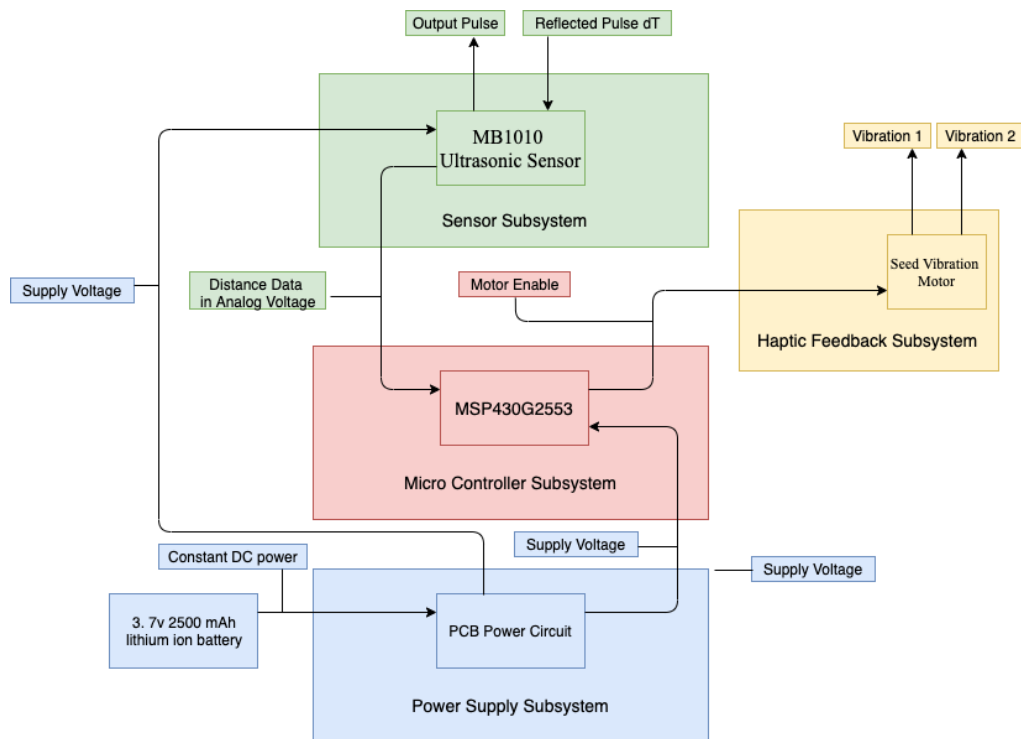 Output Pulse
Reflected Pulse dT
MB1010
Ultrasonic Sensor
Sensor Subsystem
Vibration 1
Vibration 2
Seed Vibration
Motor
Haptic Feedback Subsystem
Supply Voltage
Distance Data
in Analog Voltage
Motor Enable
MSP430G2553
Micro Controller Subsystem
Supply Voltage
Constant DC power
Supply Voltage
3. 7v 2500 mAh
lithium ion battery
PCB Power Circuit
Power Supply Subsystem